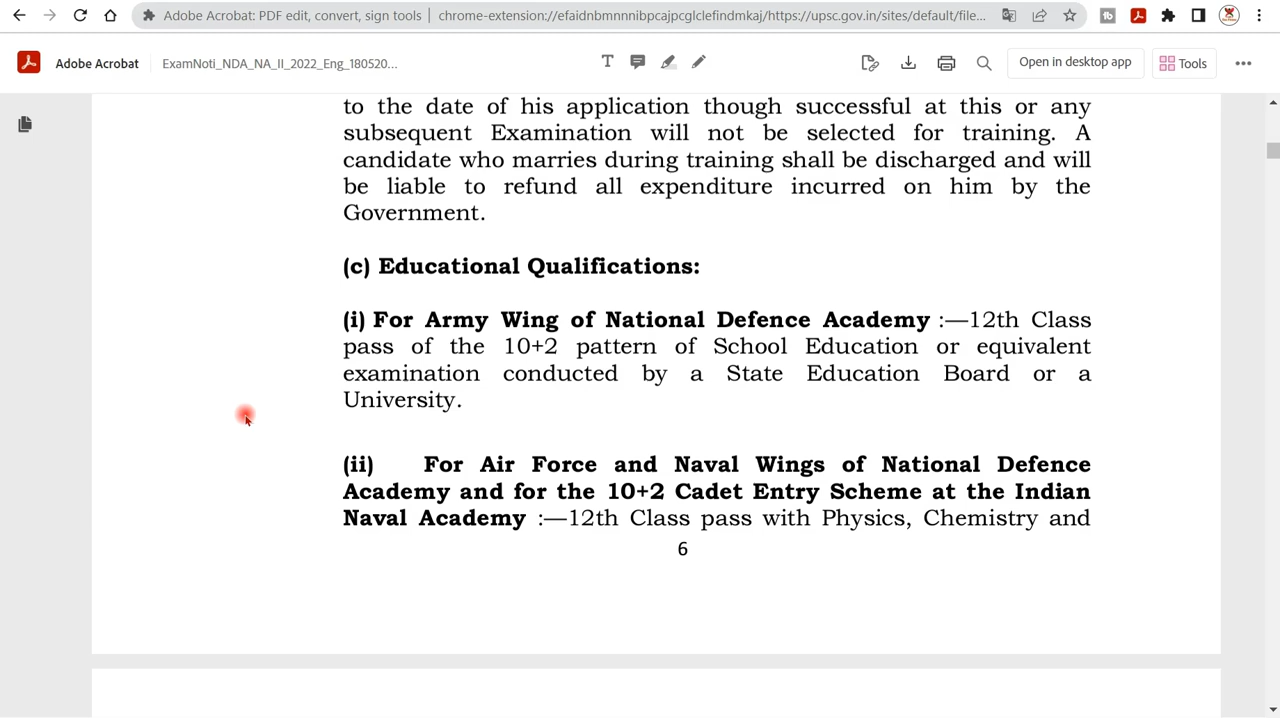 Adobe Acrobat: PDF edit, convert, sign tools | chrome-extension://efaidnbmnnnibpcajpcglclefindmkaj/https://upsc.gov.in/sites/default/file...
Adobe Acrobat ExamNoti_NDA_NA_II_2022_Eng_180520... Open in desktop app Tools
to the date of his application though successful at this or any
subsequent Examination will not be selected for training. A
candidate who marries during training shall be discharged and will
be liable to refund all expenditure incurred on him by the
Government.
(c) Educational Qualifications:
(i) For Army Wing of National Defence Academy :—12th Class
pass of the 10+2 pattern of School Education or equivalent
examination conducted by a State Education Board or a
University.
(ii) For Air Force and Naval Wings of National Defence
Academy and for the 10+2 Cadet Entry Scheme at the Indian
Naval Academy :—12th Class pass with Physics, Chemistry and
6